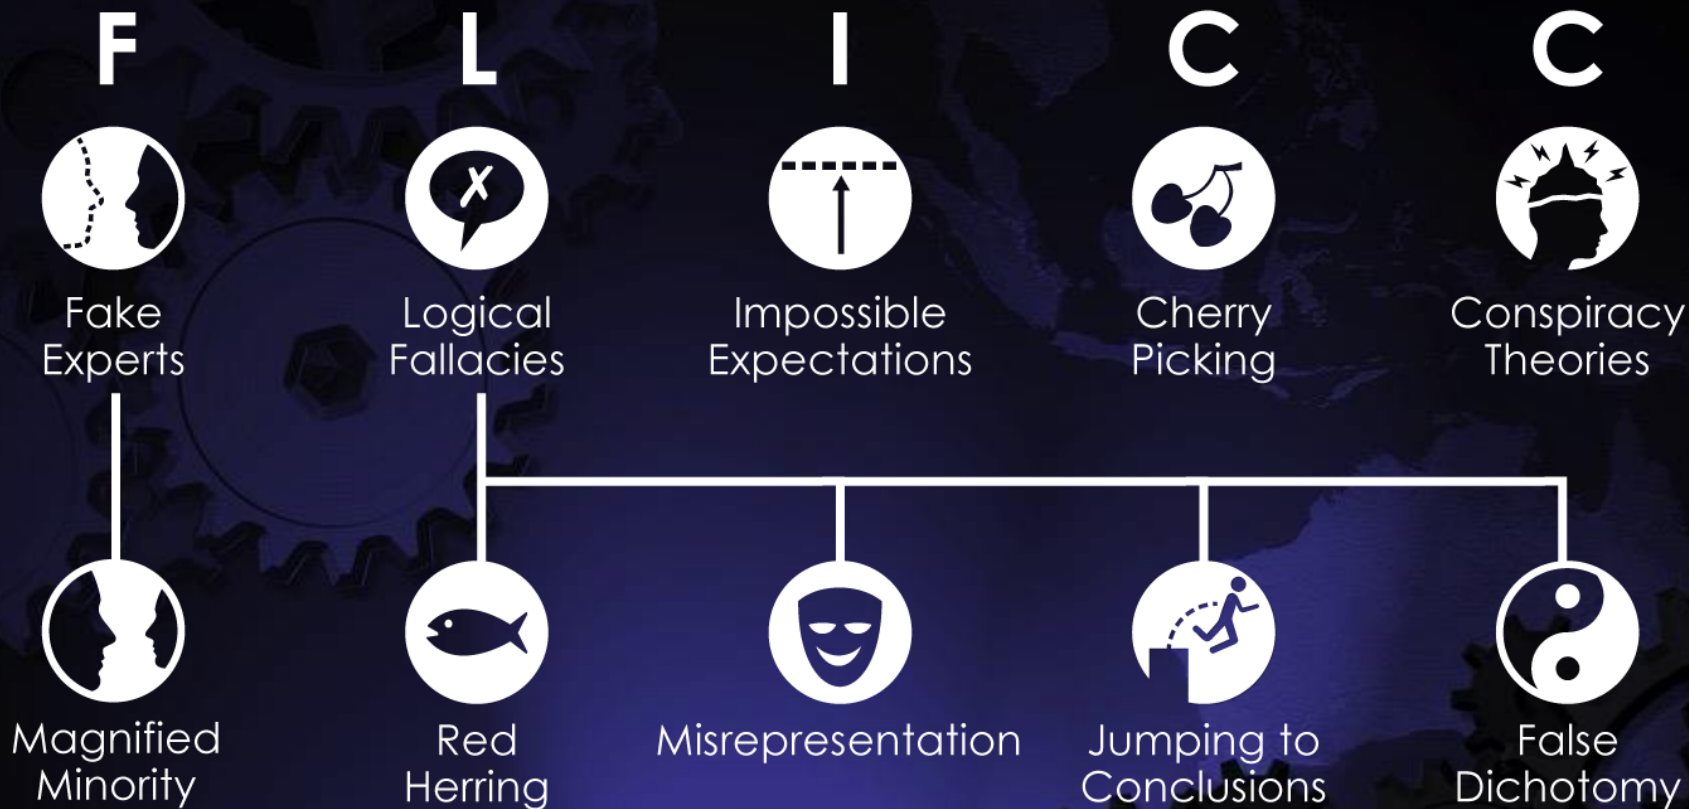 F L I C C
Fake Logical Impossible Cherry Conspiracy
Experts Fallacies Expectations Picking Theories
Magnified Red Misrepresentation Jumping to False
Minority Herring Conclusions Dichotomy